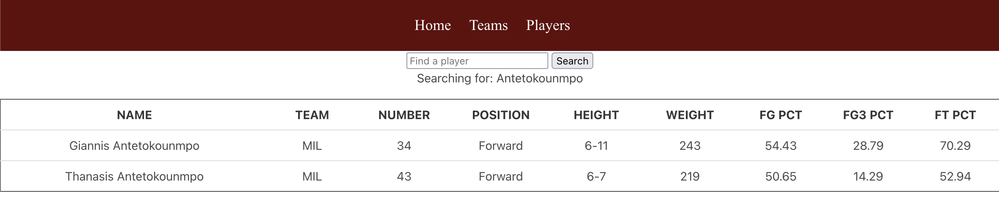 Home Teams Players
Find a player Search
Searching for: Antetokounmpo
NAME TEAM NUMBER POSITION HEIGHT WEIGHT FG PCT FG3 PCT FT PCT
Giannis Antetokounmpo MIL 34 Forward 6-11 243 54.43 28.79 70.29
Thanasis Antetokounmpo MIL 43 Forward 6-7 219 50.65 14.29 52.94